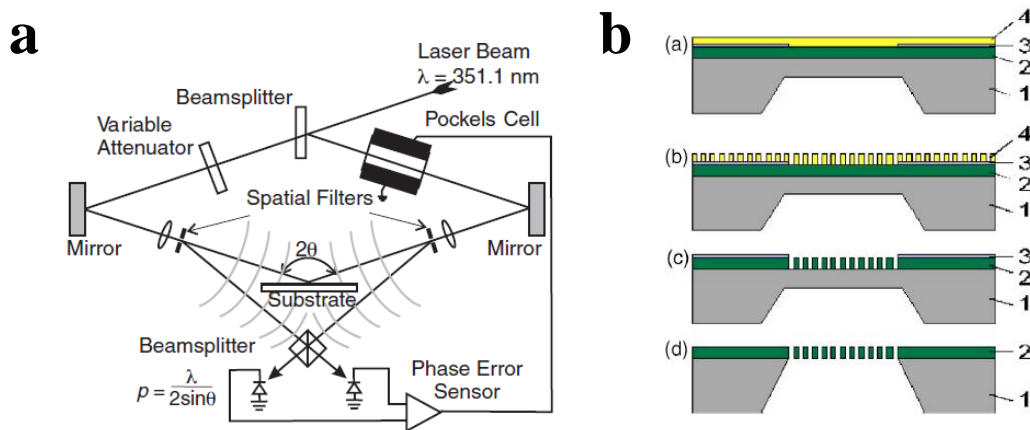 a
Laser Beam
λ = 351.1 nm
Beamsplitter
Pockels Cell
Variable
Attenuator
Spatial Filters
Mirror
2θ
Mirror
Substrate
Beamsplitter
p = λ / 2sinθ
Phase Error
Sensor
b
(a)
4
3
2
1
(b)
4
3
2
1
(c)
3
2
1
(d)
2
1